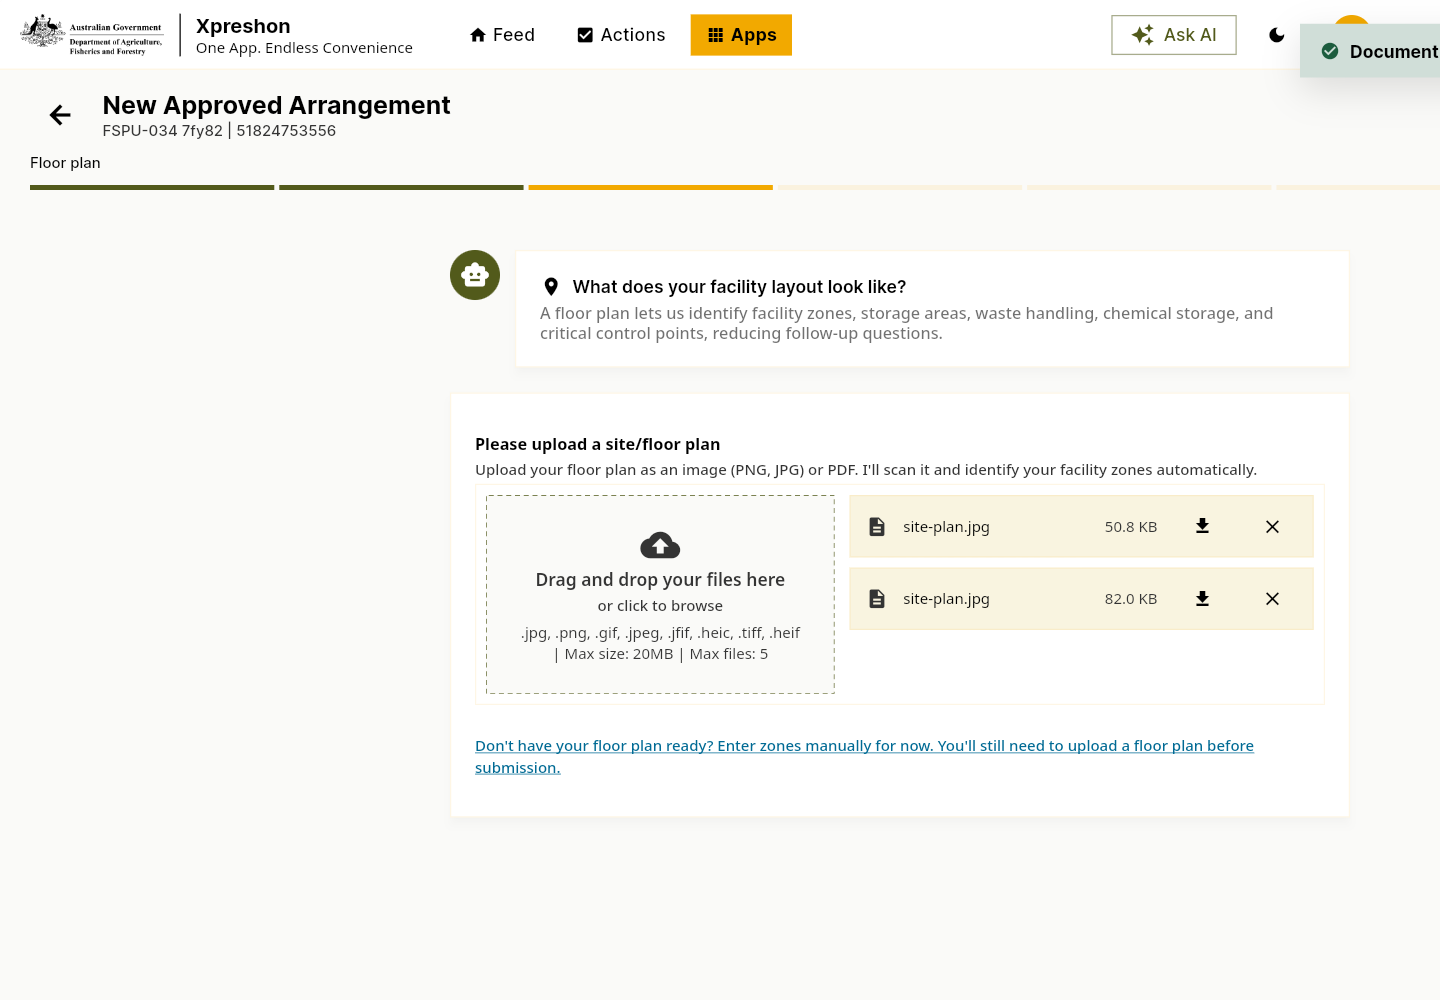 Australian Government
Department of Agriculture,
Fisheries and Forestry
Xpreshon
One App. Endless Convenience
Feed
Actions
Apps
Ask AI
Document
New Approved Arrangement
FSPU-034 7fy82 | 51824753556
Floor plan
What does your facility layout look like?
A floor plan lets us identify facility zones, storage areas, waste handling, chemical storage, and
critical control points, reducing follow-up questions.
Please upload a site/floor plan
Upload your floor plan as an image (PNG, JPG) or PDF. I'll scan it and identify your facility zones automatically.
Drag and drop your files here
or click to browse
.jpg, .png, .gif, .jpeg, .jfif, .heic, .tiff, .heif
| Max size: 20MB | Max files: 5
site-plan.jpg 50.8 KB
site-plan.jpg 82.0 KB
Don't have your floor plan ready? Enter zones manually for now. You'll still need to upload a floor plan before
submission.